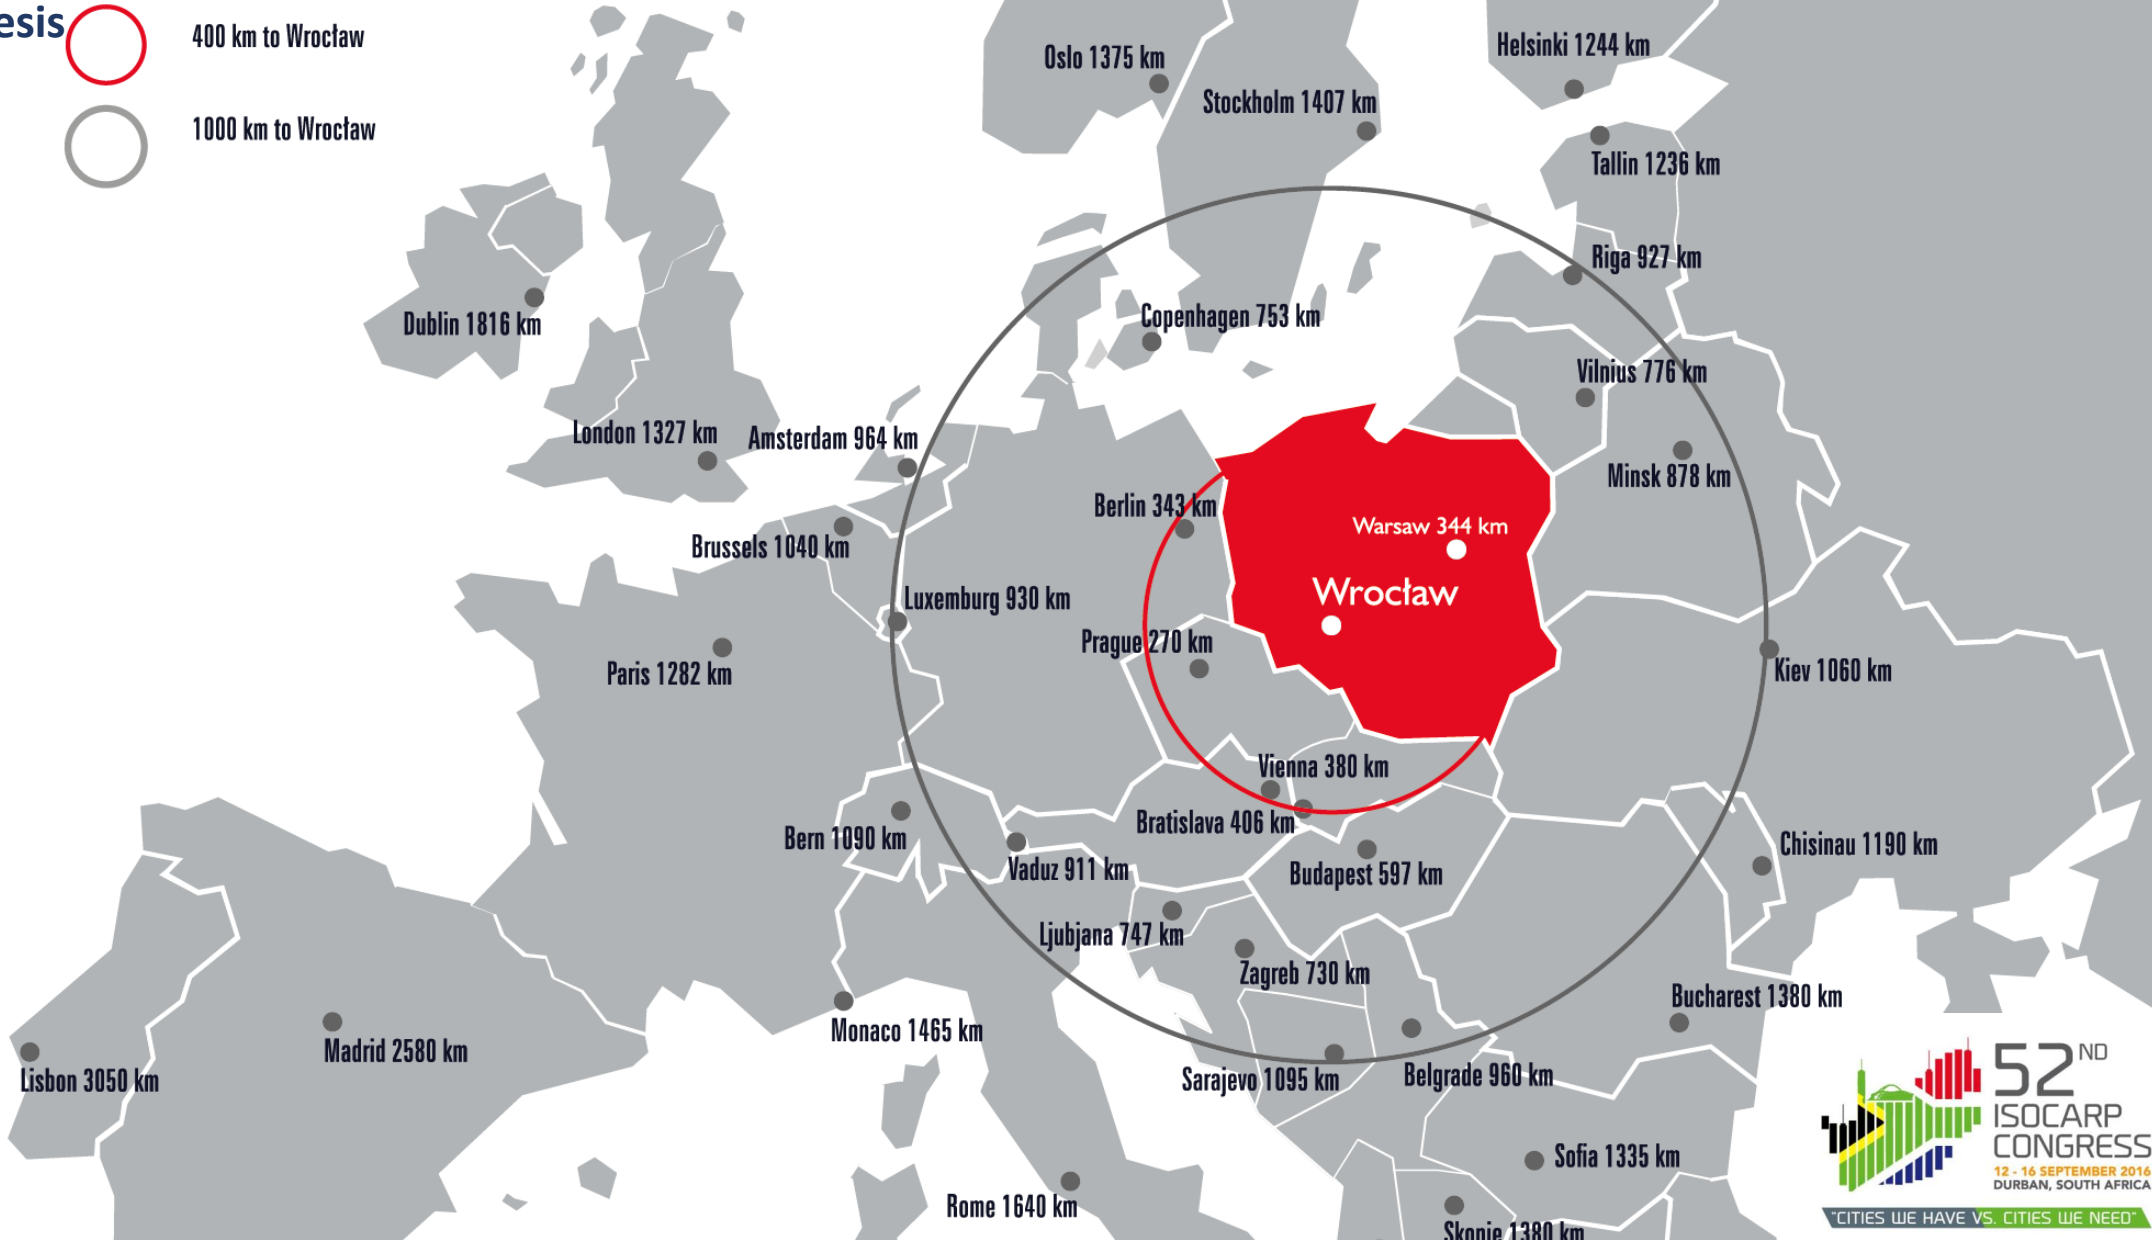 esis
400 km to Wrocław
1000 km to Wrocław
Oslo 1375 km
Helsinki 1244 km
Stockholm 1407 km
Tallin 1236 km
Riga 927 km
Dublin 1816 km
Copenhagen 753 km
Vilnius 776 km
London 1327 km
Amsterdam 964 km
Minsk 878 km
Berlin 343 km
Warsaw 344 km
Brussels 1040 km
Wrocław
Luxemburg 930 km
Prague 270 km
Paris 1282 km
Kiev 1060 km
Vienna 380 km
Bratislava 406 km
Bern 1090 km
Chisinau 1190 km
Vaduz 911 km
Budapest 597 km
Ljubjana 747 km
Zagreb 730 km
Bucharest 1380 km
Monaco 1465 km
Madrid 2580 km
Lisbon 3050 km
Sarajevo 1095 km
Belgrade 960 km
Sofia 1335 km
Rome 1640 km
Skopje 1380 km
52ND
ISOCARP
CONGRESS
12 - 16 SEPTEMBER 2016
DURBAN, SOUTH AFRICA
"CITIES WE HAVE VS. CITIES WE NEED"